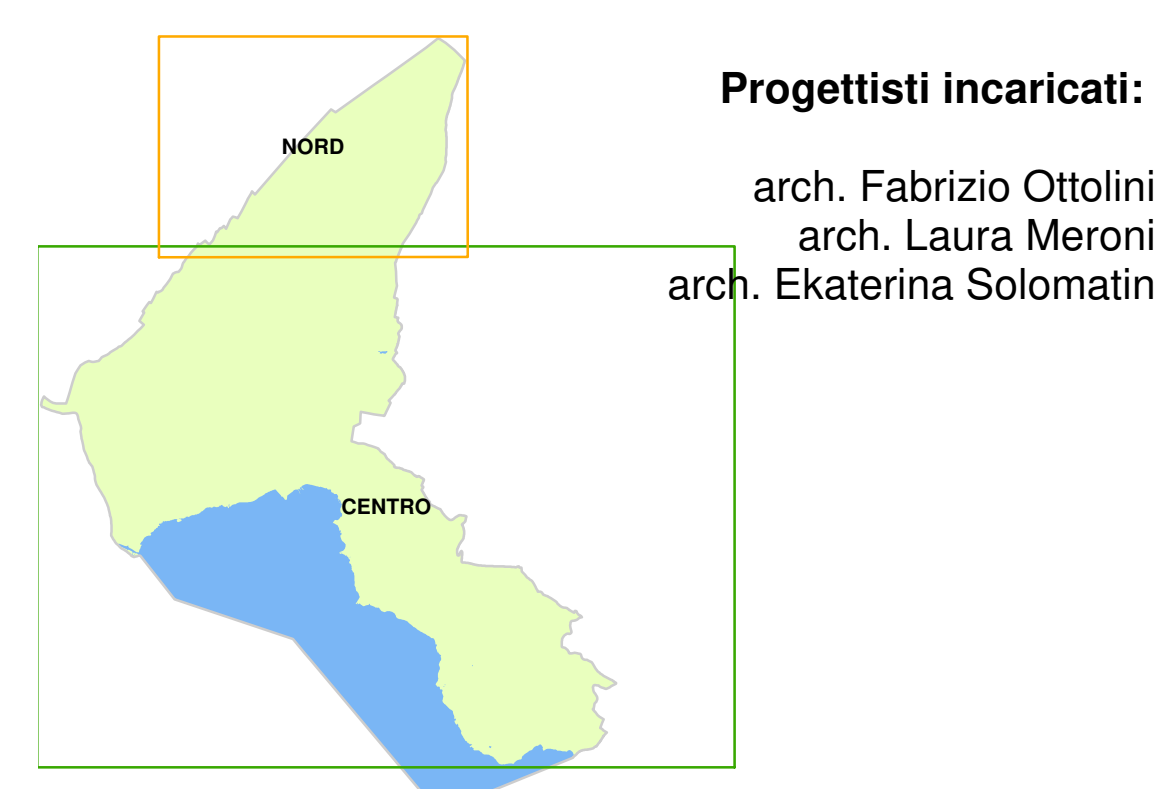 Progettisti incaricati:
NORD
arch. Fabrizio Ottolini
arch. Laura Meroni
arch. Ekaterina Solomatin
CENTRO